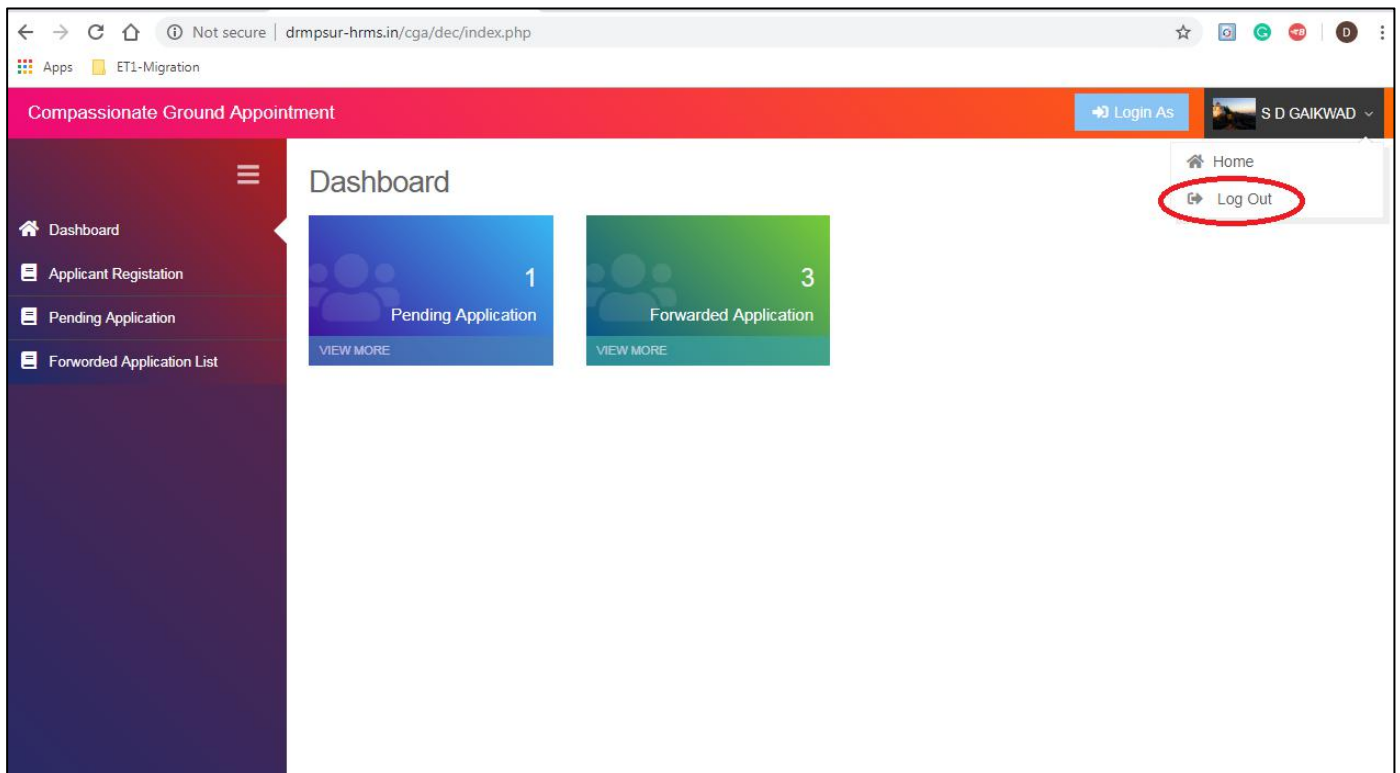 Not secure | drmpsur-hrms.in/cga/dec/index.php
D
Apps ET1-Migration
Compassionate Ground Appointment
Login As
S D GAIKWAD
Home
Log Out
Dashboard
Dashboard
Applicant Registation
Pending Application
Forworded Application List
1
Pending Application
VIEW MORE
3
Forwarded Application
VIEW MORE